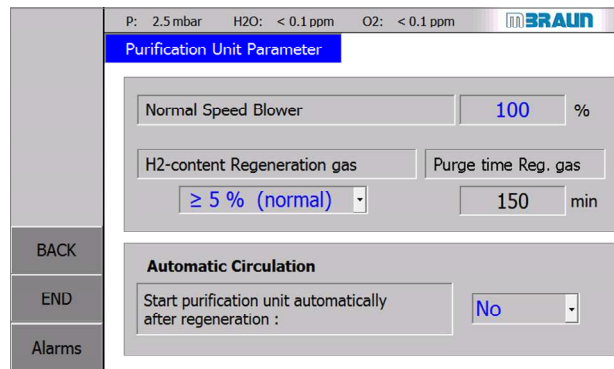 P: 2.5 mbar H2O: < 0.1 ppm O2: < 0.1 ppm MBRAUN
Purification Unit Parameter
Normal Speed Blower 100 %
H2-content Regeneration gas Purge time Reg. gas
≥ 5 % (normal) 150 min
BACK
Automatic Circulation
END
Start purification unit automatically
after regeneration : No
Alarms